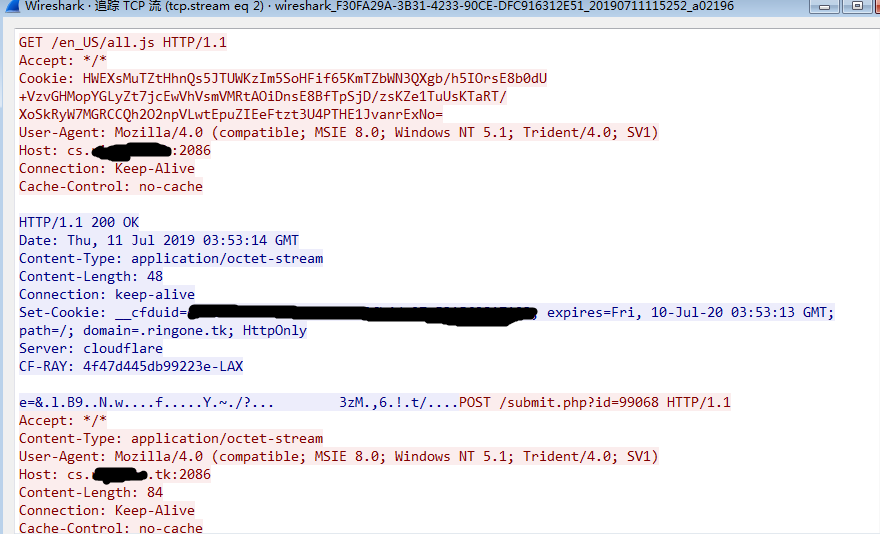 Wireshark · 追踪 TCP 流 (tcp.stream eq 2) · wireshark_F30FA29A-3B31-4233-90CE-DFC916312E51_20190711115252_a02196
GET /en_US/all.js HTTP/1.1
Accept: */*
Cookie: HWEXsMuTZtHhnQs5JTUWKzIm5SoHFif65KmTZbWN3QXgb/h5IOrsE8b0dU
+VzvGHMopYGLyZt7jcEwVhVsmVMRtAOiDnsE8BfTpSjD/zsKZe1TuUsKTaRT/
XoSkRyW7MGRCCQh2O2npVLwtEpuZIEeFtzt3U4PTHE1JvanrExNo=
User-Agent: Mozilla/4.0 (compatible; MSIE 8.0; Windows NT 5.1; Trident/4.0; SV1)
Host: cs. :2086
Connection: Keep-Alive
Cache-Control: no-cache
HTTP/1.1 200 OK
Date: Thu, 11 Jul 2019 03:53:14 GMT
Content-Type: application/octet-stream
Content-Length: 48
Connection: keep-alive
Set-Cookie: __cfduid= expires=Fri, 10-Jul-20 03:53:13 GMT;
path=/; domain=.ringone.tk; HttpOnly
Server: cloudflare
CF-RAY: 4f47d445db99223e-LAX
e=&.l.B9..N.w....f.....Y.~./?... 3zM.,6.!.t/....POST /submit.php?id=99068 HTTP/1.1
Accept: */*
Content-Type: application/octet-stream
User-Agent: Mozilla/4.0 (compatible; MSIE 8.0; Windows NT 5.1; Trident/4.0; SV1)
Host: cs. .tk:2086
Content-Length: 84
Connection: Keep-Alive
Cache-Control: no-cache